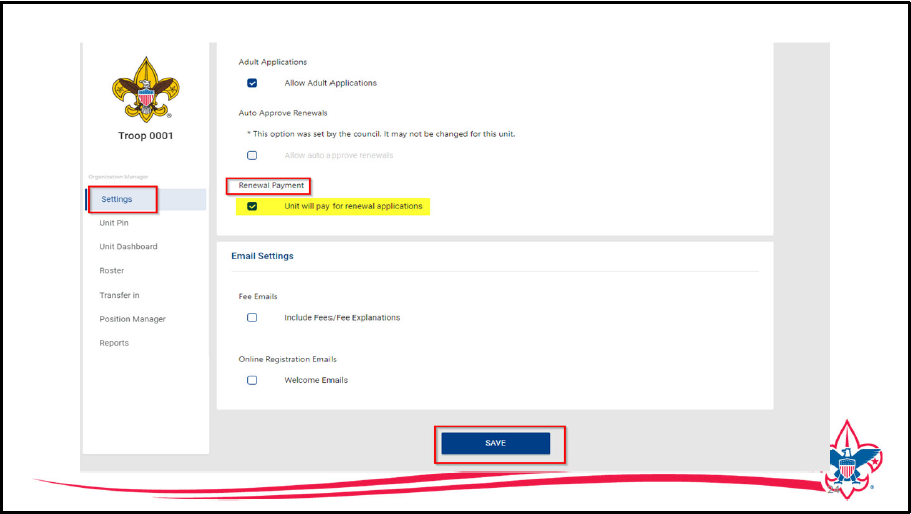 Adult Applications
Allow Adult Applications
Troop 0001
Auto Approve Renewals
* This option was set by the council. It may not be changed for this unit.
Allow auto approve renewals
Organization Manager
Settings
Unit Pin
Unit Dashboard
Roster
Transfer in
Position Manager
Reports
Renewal Payment
Unit will pay for renewal applications
Email Settings
Fee Emails
Include Fees/Fee Explanations
Online Registration Emails
Welcome Emails
SAVE
24